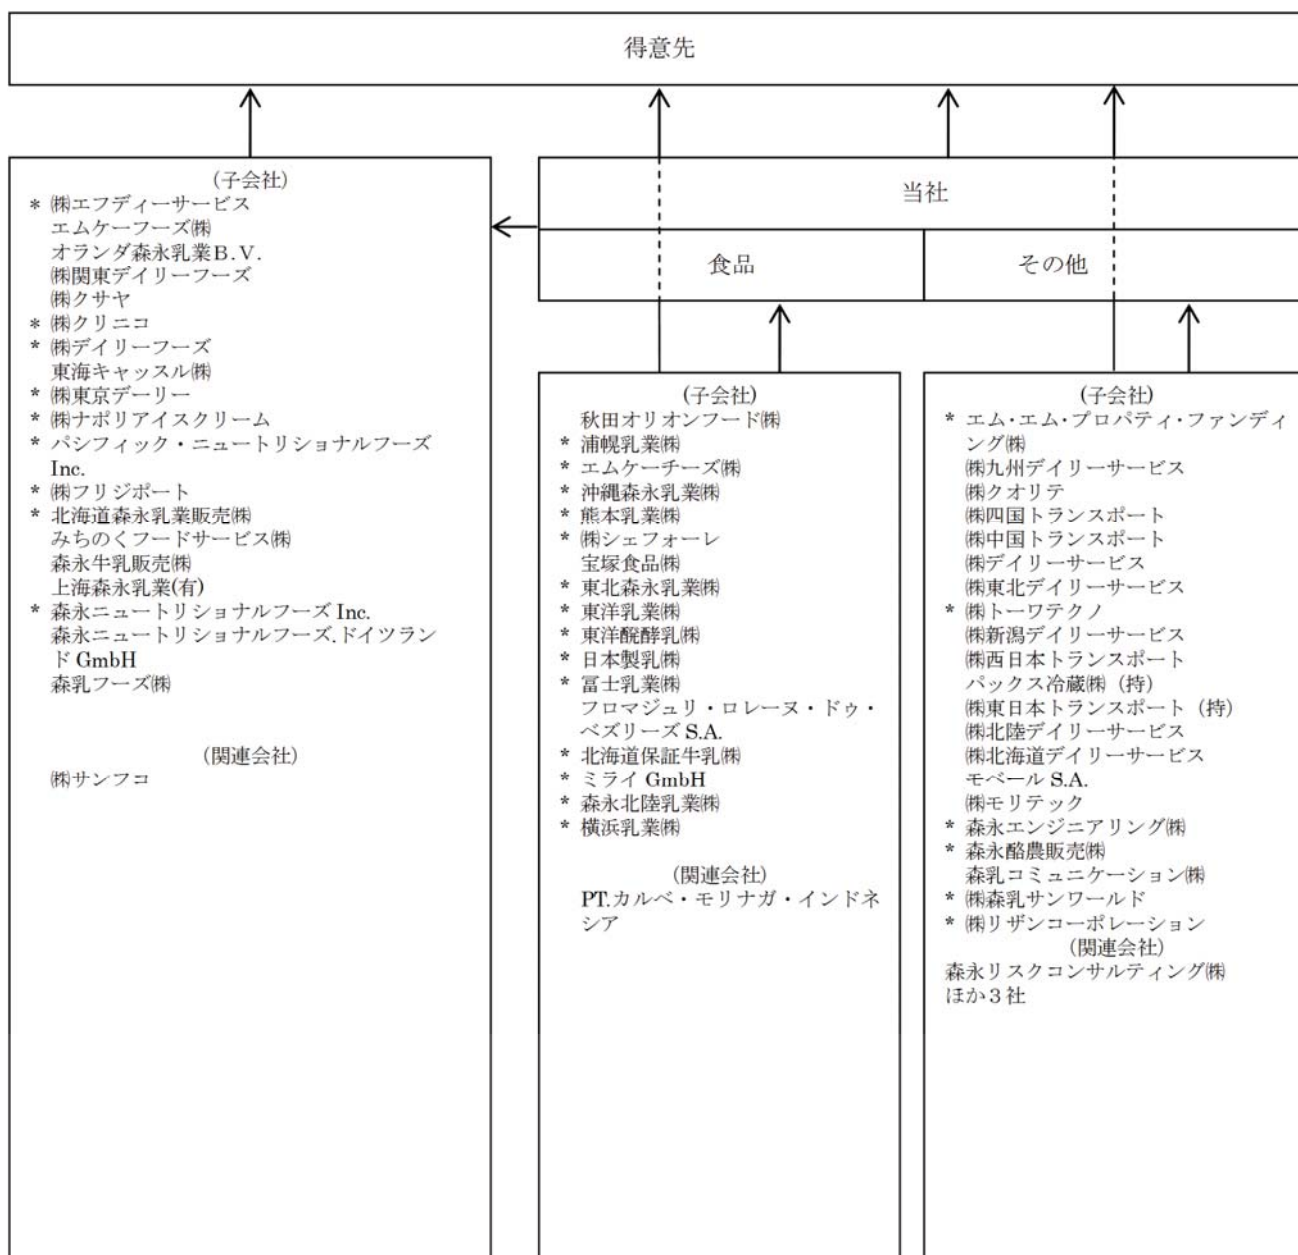 得意先
(子会社)
* ㈱エフディーサービス
エムケーフーズ㈱
オランダ森永乳業B.V.
㈱関東デイリーフーズ
㈱クサヤ
* ㈱クリニコ
* ㈱デイリーフーズ
東海キャッスル㈱
* ㈱東京デーリー
* ㈱ナポリアイスクリーム
* パシフィック・ニュートリショナルフーズ
Inc.
* ㈱フリジポート
* 北海道森永乳業販売㈱
みちのくフードサービス㈱
森永牛乳販売㈱
上海森永乳業(有)
* 森永ニュートリショナルフーズ Inc.
森永ニュートリショナルフーズ.ドイツラン
ド GmbH
森乳フーズ㈱
(関連会社)
㈱サンフコ
当社
食品
その他
(子会社)
秋田オリオンフード㈱
* 浦幌乳業㈱
* エムケーチーズ㈱
* 沖縄森永乳業㈱
* 熊本乳業㈱
* ㈱シェフォーレ
宝塚食品㈱
* 東北森永乳業㈱
* 東洋乳業㈱
* 東洋醗酵乳㈱
* 日本製乳㈱
* 冨士乳業㈱
フロマジュリ・ロレーヌ・ドゥ・
ベズリーズ S.A.
* 北海道保証牛乳㈱
* ミライ GmbH
* 森永北陸乳業㈱
* 横浜乳業㈱
(関連会社)
PT.カルベ・モリナガ・インドネ
シア
(子会社)
* エム・エム・プロパティ・ファンディ
ング㈱
㈱九州デイリーサービス
㈱クオリテ
㈱四国トランスポート
㈱中国トランスポート
㈱デイリーサービス
㈱東北デイリーサービス
* ㈱トーワテクノ
㈱新潟デイリーサービス
㈱西日本トランスポート
パックス冷蔵㈱（持）
㈱東日本トランスポート（持）
㈱北陸デイリーサービス
㈱北海道デイリーサービス
モベール S.A.
㈱モリテック
* 森永エンジニアリング㈱
* 森永酪農販売㈱
森乳コミュニケーション㈱
* ㈱森乳サンワールド
* ㈱リザンコーポレーション
(関連会社)
森永リスクコンサルティング㈱
ほか３社